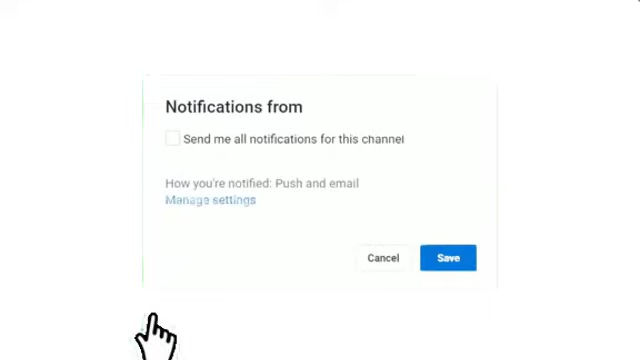 Notifications from
Send me all notifications for this channel
How you're notified: Push and email
Manage settings
Cancel
Save